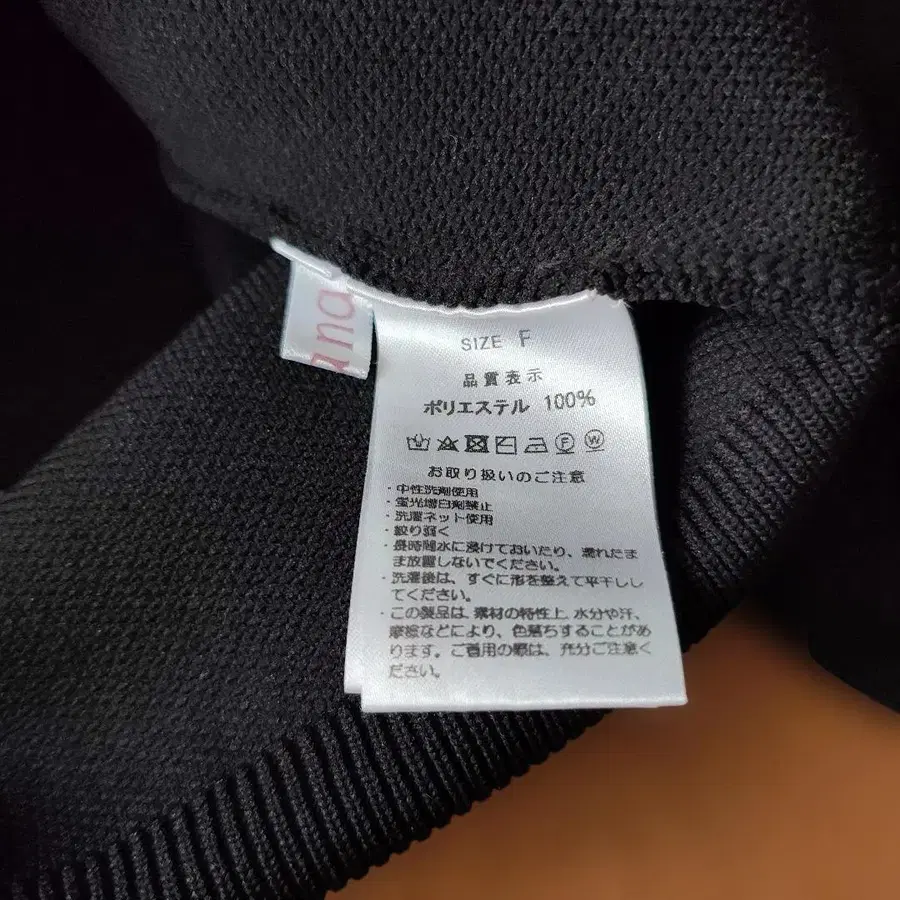 ana
SIZE F
品質表示
ポリエステル 100%
F W
お取り扱いのご注意
・中性洗剤使用
・蛍光増白剤禁止
・洗濯ネット使用
・絞り弱く
・長時間水に浸けておいたり、濡れたま
ま放置しないでください。
・洗濯後は、すぐに形を整えて平干しし
てください。
・この製品は、素材の特性上、水分や汗、
摩擦などにより、色落ちすることがあ
ります。ご着用の際は、充分ご注意く
ださい。